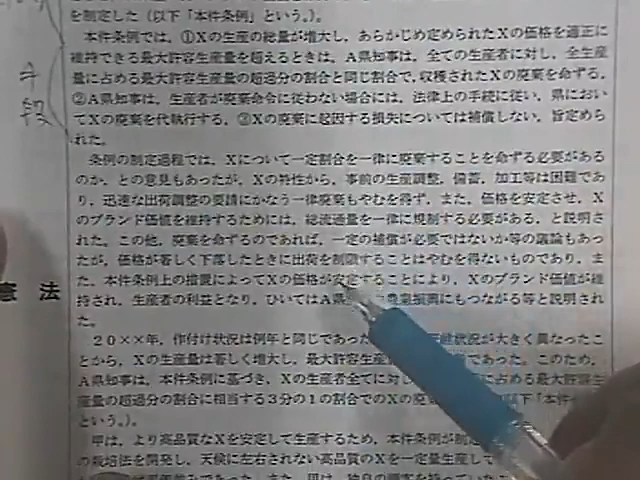 を制定した（以下「本件条例」という。）。
本件条例では，①Xの生産の総量が増大し，あらかじめ定められたXの価格を適正に
維持できる最大許容生産量を超えるときは，A県知事は，全ての生産者に対し，全生産
量に占める最大許容生産量の超過分の割合と同じ割合で，収穫されたXの廃棄を命ずる，
②A県知事は，生産者が廃棄命令に従わない場合には，法律上の手続に従い，県におい
てXの廃棄を代執行する，③Xの廃棄に起因する損失については補償しない，旨定めら
れた。
条例の制定過程では，Xについて一定割合を一律に廃棄することを命ずる必要がある
のか，との意見もあったが，Xの特性から，事前の生産調整，備蓄，加工等は困難であ
り，迅速な出荷調整の要請にかなう一律廃棄もやむを得ず，また，価格を安定させ，X
のブランド価値を維持するためには，総流通量を一律に規制する必要がある，と説明さ
れた。この他，廃棄を命ずるのであれば，一定の補償が必要ではないか等の議論もあっ
たが，価格が著しく下落したときに出荷を制限することはやむを得ないものであり，ま
た，本件条例上の措置によってXの価格が安定することにより，Xのブランド価値が維
持され，生産者の利益となり，ひいてはA県の農業振興にもつながる等と説明され
た。
20××年，作付け状況は例年と同じであった 状況が大きく異なったこ
とから，Xの生産量は著しく増大し，最大許容生産 であった。このため，
A県知事は，本件条例に基づき，Xの生産者全てに対し に占める最大許容生
産量の超過分の割合に相当する3分の1の割合でのXの廃 以下「本件
という。）。
甲は，より高品質なXを安定して生産するため，本件条例が制定
の栽培法を開発し，天候に左右されない高品質のXを一定量生産して
憲法
手
段